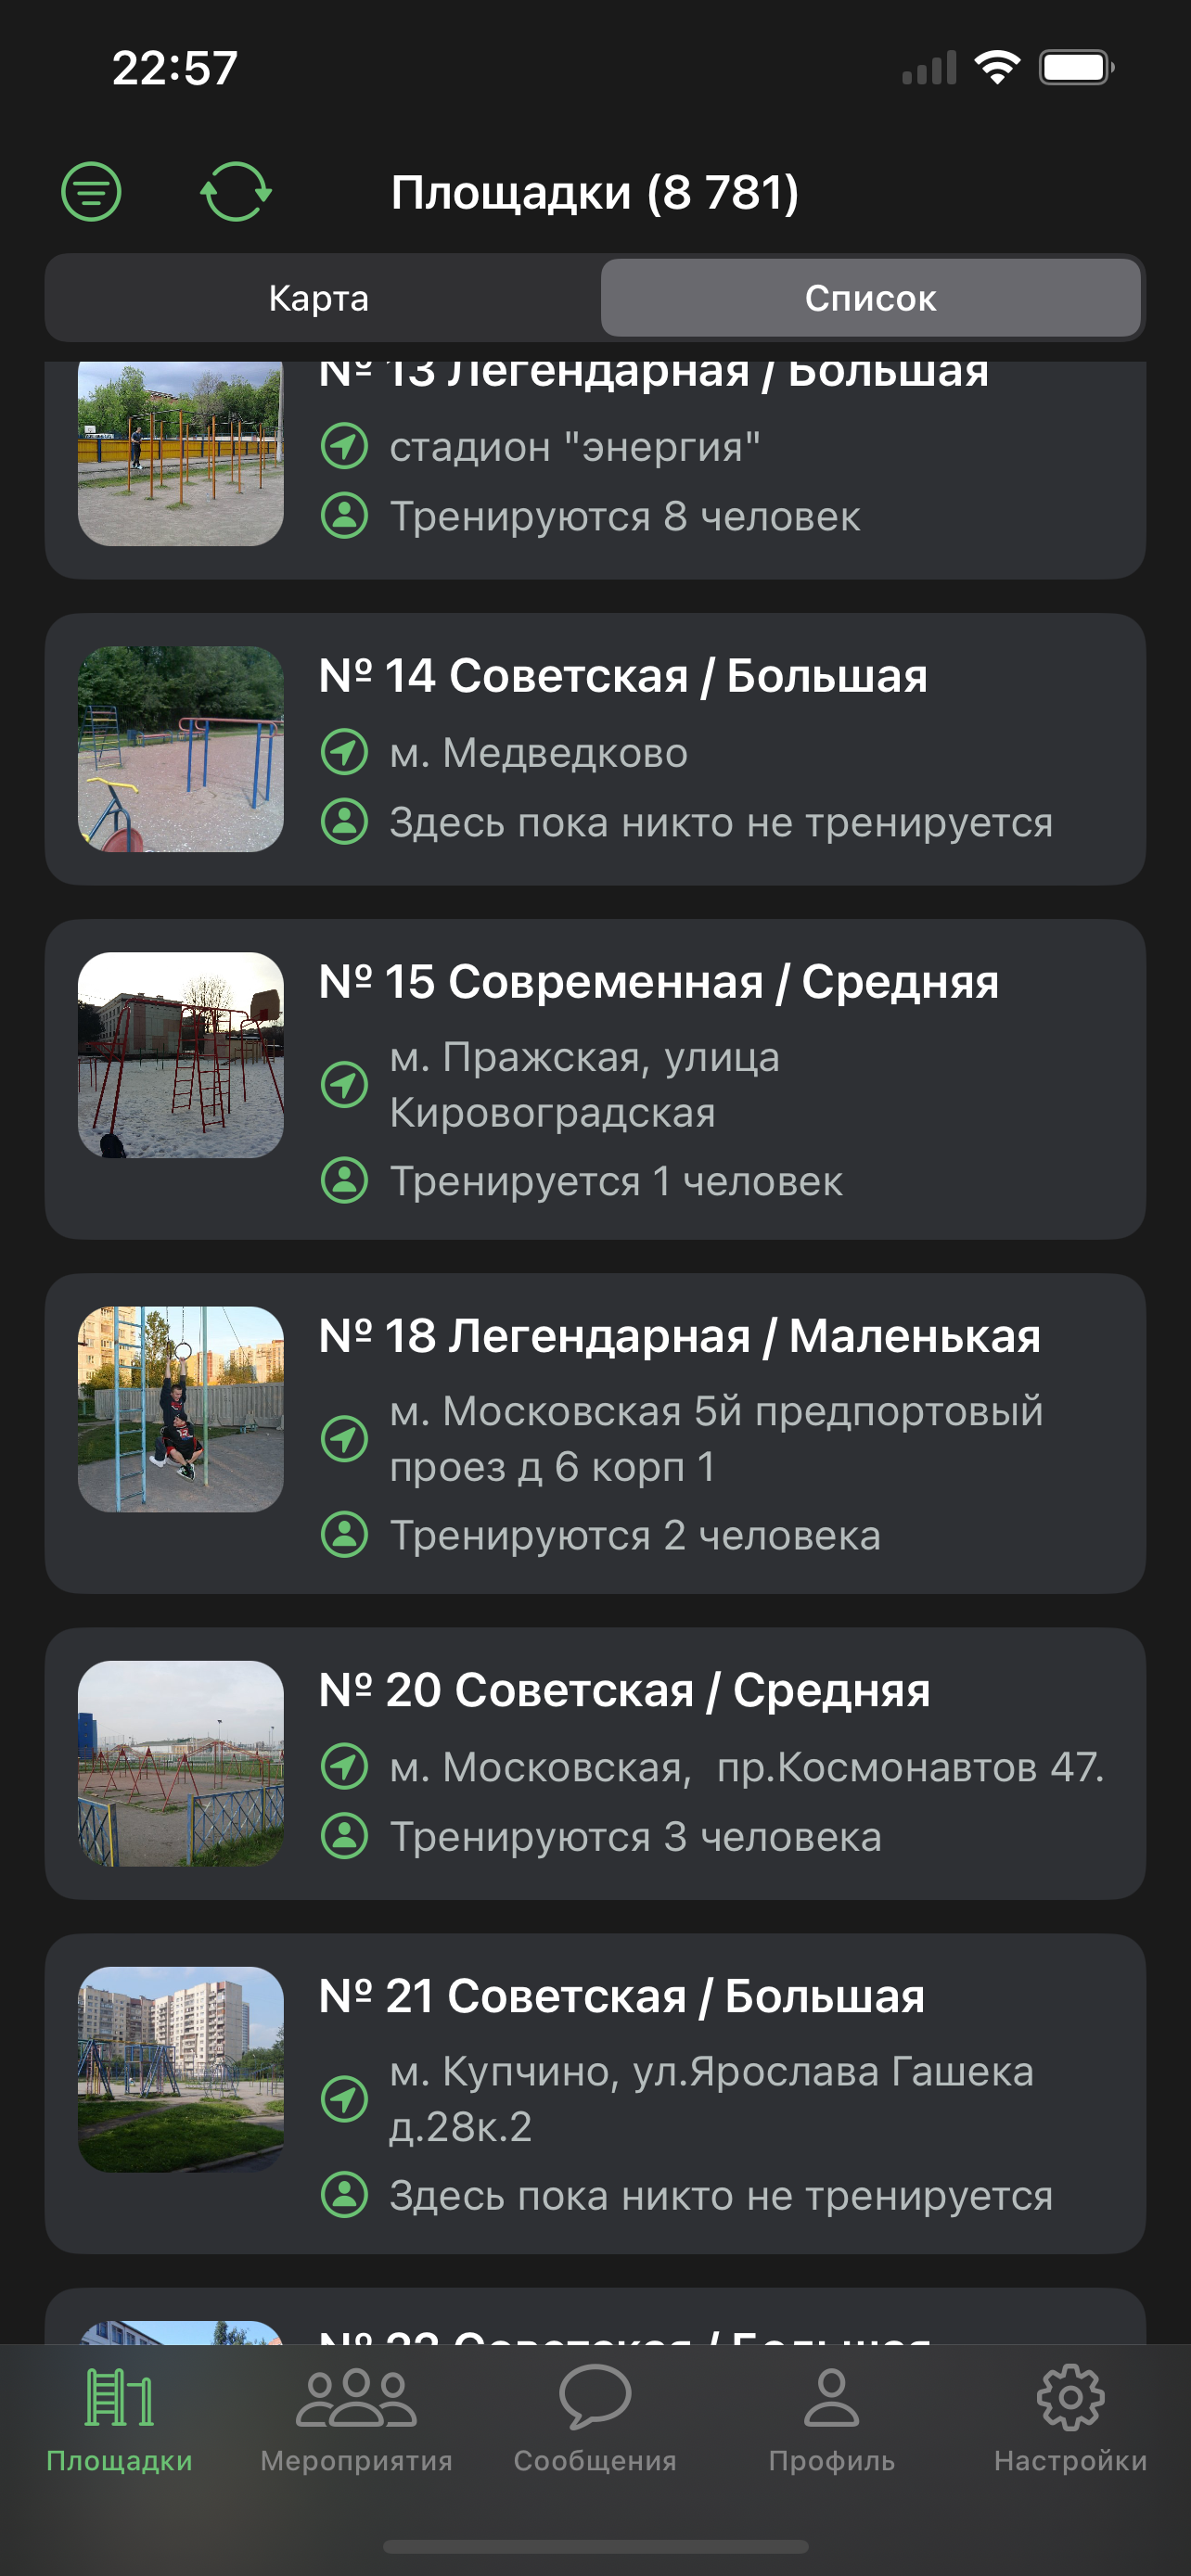 22:57
Площадки (8 781)
Карта
Список
№ 13 Легендарная / Большая
стадион "энергия"
Тренируются 8 человек
№ 14 Советская / Большая
м. Медведково
Здесь пока никто не тренируется
№ 15 Современная / Средняя
м. Пражская, улица
Кировоградская
Тренируется 1 человек
№ 18 Легендарная / Маленькая
м. Московская 5й предпортовый
проез д 6 корп 1
Тренируются 2 человека
№ 20 Советская / Средняя
м. Московская,  пр.Космонавтов 47.
Тренируются 3 человека
№ 21 Советская / Большая
м. Купчино, ул.Ярослава Гашека
д.28к.2
Здесь пока никто не тренируется
№ 22 Советская / Большая
Площадки
Мероприятия
Сообщения
Профиль
Настройки